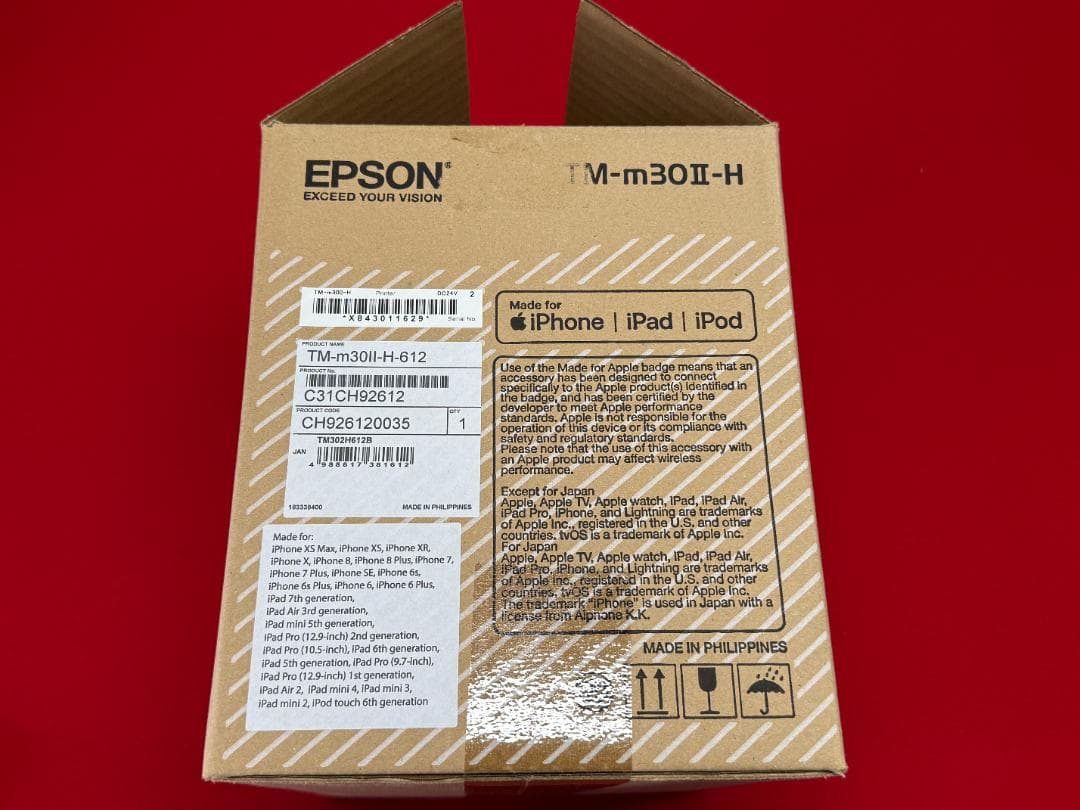 EPSON®
EXCEED YOUR VISION
TM-m30II-H
TM-m30II-H Printer DC24V 2
*X843011629* Serial No.
PRODUCT NAME
TM-m30II-H-612
PRODUCT No.
C31CH92612
PRODUCT CODE QTY
CH926120035 1
TM302H612B
JAN
4 988617 381612
MADE IN PHILIPPINES
Made for:
iPhone XS Max, iPhone XS, iPhone XR,
iPhone X, iPhone 8, iPhone 8 Plus, iPhone 7,
iPhone 7 Plus, iPhone SE, iPhone 6s,
iPhone 6s Plus, iPhone 6, iPhone 6 Plus,
iPad 7th generation,
iPad Air 3rd generation,
iPad mini 5th generation,
iPad Pro (12.9-inch) 2nd generation,
iPad Pro (10.5-inch), iPad 6th generation,
iPad 5th generation, iPad Pro (9.7-inch),
iPad Pro (12.9-inch) 1st generation,
iPad Air 2, iPad mini 4, iPad mini 3,
iPad mini 2, iPod touch 6th generation
Made for
iPhone | iPad | iPod
Use of the Made for Apple badge means that an
accessory has been designed to connect
specifically to the Apple product(s) identified in
the badge, and has been certified by the
developer to meet Apple performance
standards. Apple is not responsible for the
operation of this device or its compliance with
safety and regulatory standards.
Please note that the use of this accessory with
an Apple product may affect wireless
performance.
Except for Japan
Apple, Apple TV, Apple watch, iPad, iPad Air,
iPad Pro, iPhone, and Lightning are trademarks
of Apple Inc., registered in the U.S. and other
countries. tvOS is a trademark of Apple Inc.
For Japan
Apple, Apple TV, Apple watch, iPad, iPad Air,
iPad Pro, iPhone, and Lightning are trademarks
of Apple Inc., registered in the U.S. and other
countries. tvOS is a trademark of Apple Inc.
The trademark "iPhone" is used in Japan with a
license from Aiphone K.K.
MADE IN PHILIPPINES